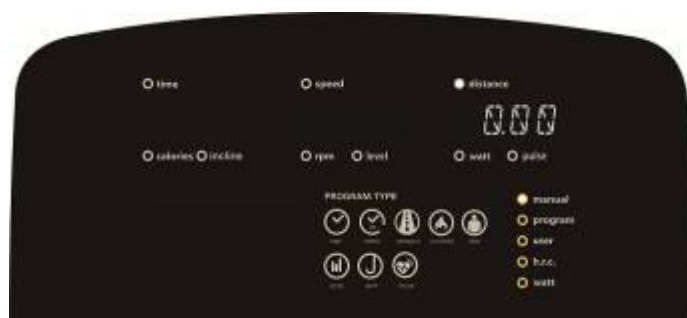 time speed distance
0.00
calories incline rpm level watt pulse
PROGRAM TYPE
manual
program
user
h.r.c.
watt